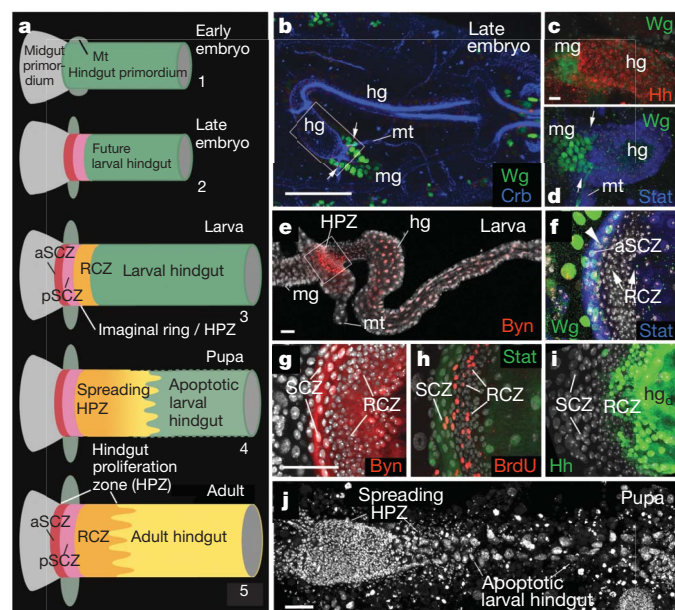 a
Early
embryo
Mt
Midgut
primor-
dium
Hindgut primordium
1
Late
embryo
Future
larval hindgut
2
Larva
aSCZ
RCZ
Larval hindgut
pSCZ
3
Imaginal ring / HPZ
Pupa
Spreading
HPZ
Apoptotic
larval
hindgut
4
Hindgut
proliferation
zone (HPZ)
Adult
aSCZ
RCZ
Adult hindgut
pSCZ
5
b
Late
embryo
hg
hg
mt
mg
Wg
Crb
c
Wg
mg
hg
Hh
Wg
mg
hg
mt
d
Stat
e
HPZ
hg
Larva
mg
mt
Byn
f
aSCZ
RCZ
Wg
Stat
g
SCZ
RCZ
Byn
h
Stat
SCZ
RCZ
BrdU
i
hg
SCZ
RCZ
Hh
j
Spreading
HPZ
Pupa
Apoptotic
larval hindgut